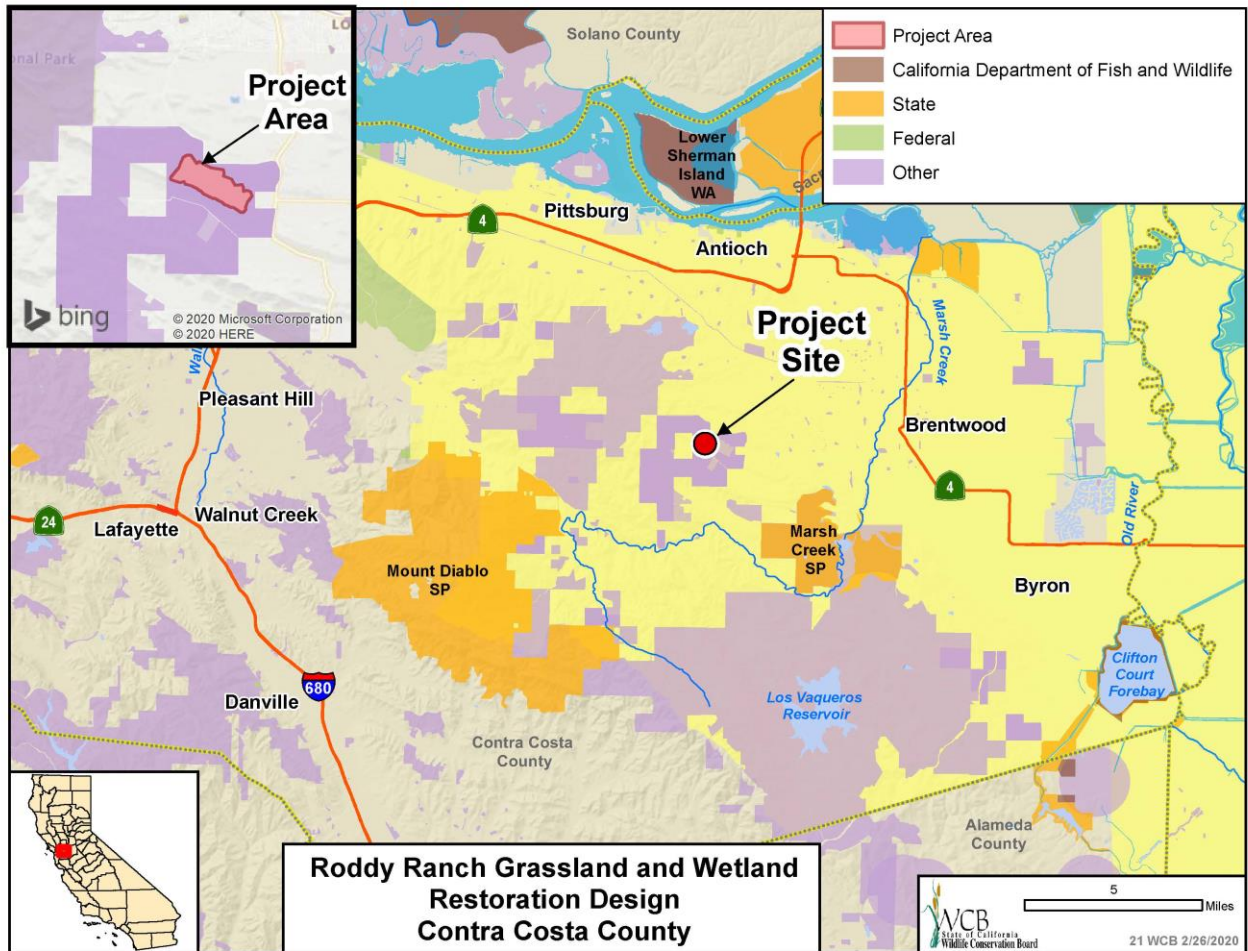 Project
Area
onal Park
LO
bing
© 2020 Microsoft Corporation
© 2020 HERE
Project Area
California Department of Fish and Wildlife
State
Federal
Other
Solano County
Lower
Sherman
Island
WA
Sacr
4
Pittsburg
Antioch
Project
Site
Marsh Creek
Pleasant Hill
Brentwood
4
24
Lafayette
Walnut Creek
Old River
Mount Diablo
SP
Marsh
Creek
SP
Byron
Clifton
Court
Forebay
680
Danville
Los Vaqueros
Reservoir
Contra Costa
County
Alameda
County
Roddy Ranch Grassland and Wetland
Restoration Design
Contra Costa County
WCB
State of California
Wildlife Conservation Board
5
Miles
21 WCB 2/26/2020